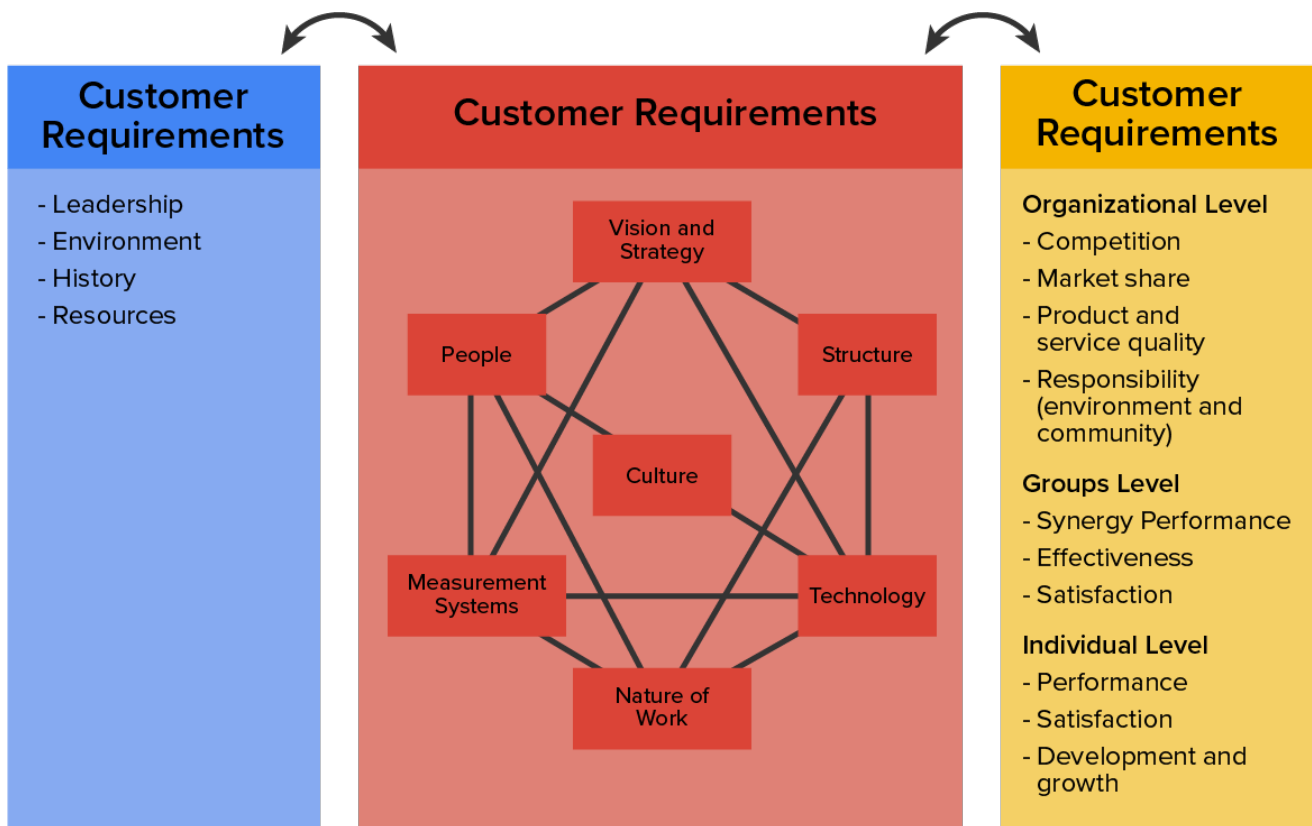 Customer
Requirements
- Leadership
- Environment
- History
- Resources
Customer Requirements
Vision and
Strategy
People
Structure
Culture
Measurement
Systems
Technology
Nature of
Work
Customer
Requirements
Organizational Level
- Competition
- Market share
- Product and
service quality
- Responsibility
(environment and
community)
Groups Level
- Synergy Performance
- Effectiveness
- Satisfaction
Individual Level
- Performance
- Satisfaction
- Development and
growth